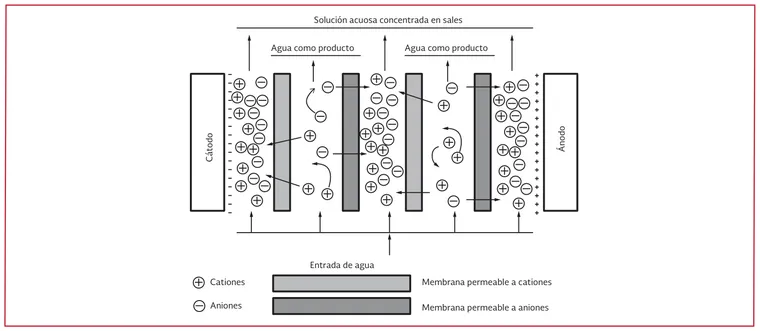 Solución acuosa concentrada en sales
Agua como producto
Agua como producto
Cátodo
Ánodo
Entrada de agua
Cationes
Membrana permeable a cationes
Aniones
Membrana permeable a aniones